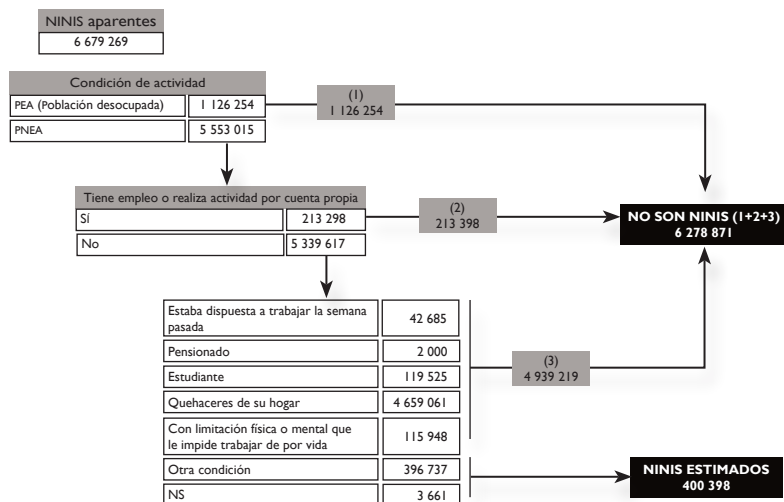 NINIS aparentes
6 679 269
Condición de actividad
PEA (Población desocupada) 1 126 254
PNEA 5 553 015
(1)
1 126 254
Tiene empleo o realiza actividad por cuenta propia
Sí 213 298
No 5 339 617
(2)
213 398
NO SON NINIS (1+2+3)
6 278 871
Estaba dispuesta a trabajar la semana
pasada 42 685
Pensionado 2 000
Estudiante 119 525
Quehaceres de su hogar 4 659 061
Con limitación física o mental que
le impide trabajar de por vida 115 948
Otra condición 396 737
NS 3 661
(3)
4 939 219
NINIS ESTIMADOS
400 398